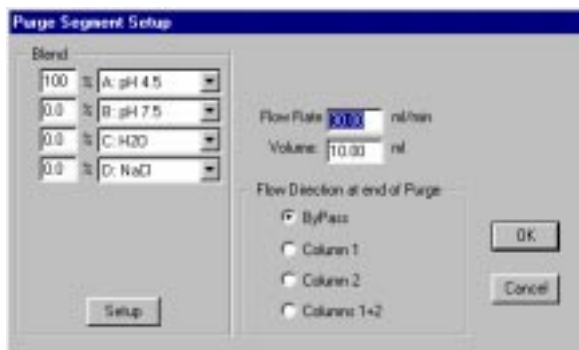 Purge Segment Setup
Blend
100 % A: pH 4.5
0.0 % B: pH 7.5
0.0 % C: H2O
0.0 % D: NaCl
Setup
Flow Rate 30.00 ml/min
Volume: 10.00 ml
Flow Direction at end of Purge
ByPass
Column 1
Column 2
Columns 1+2
OK
Cancel